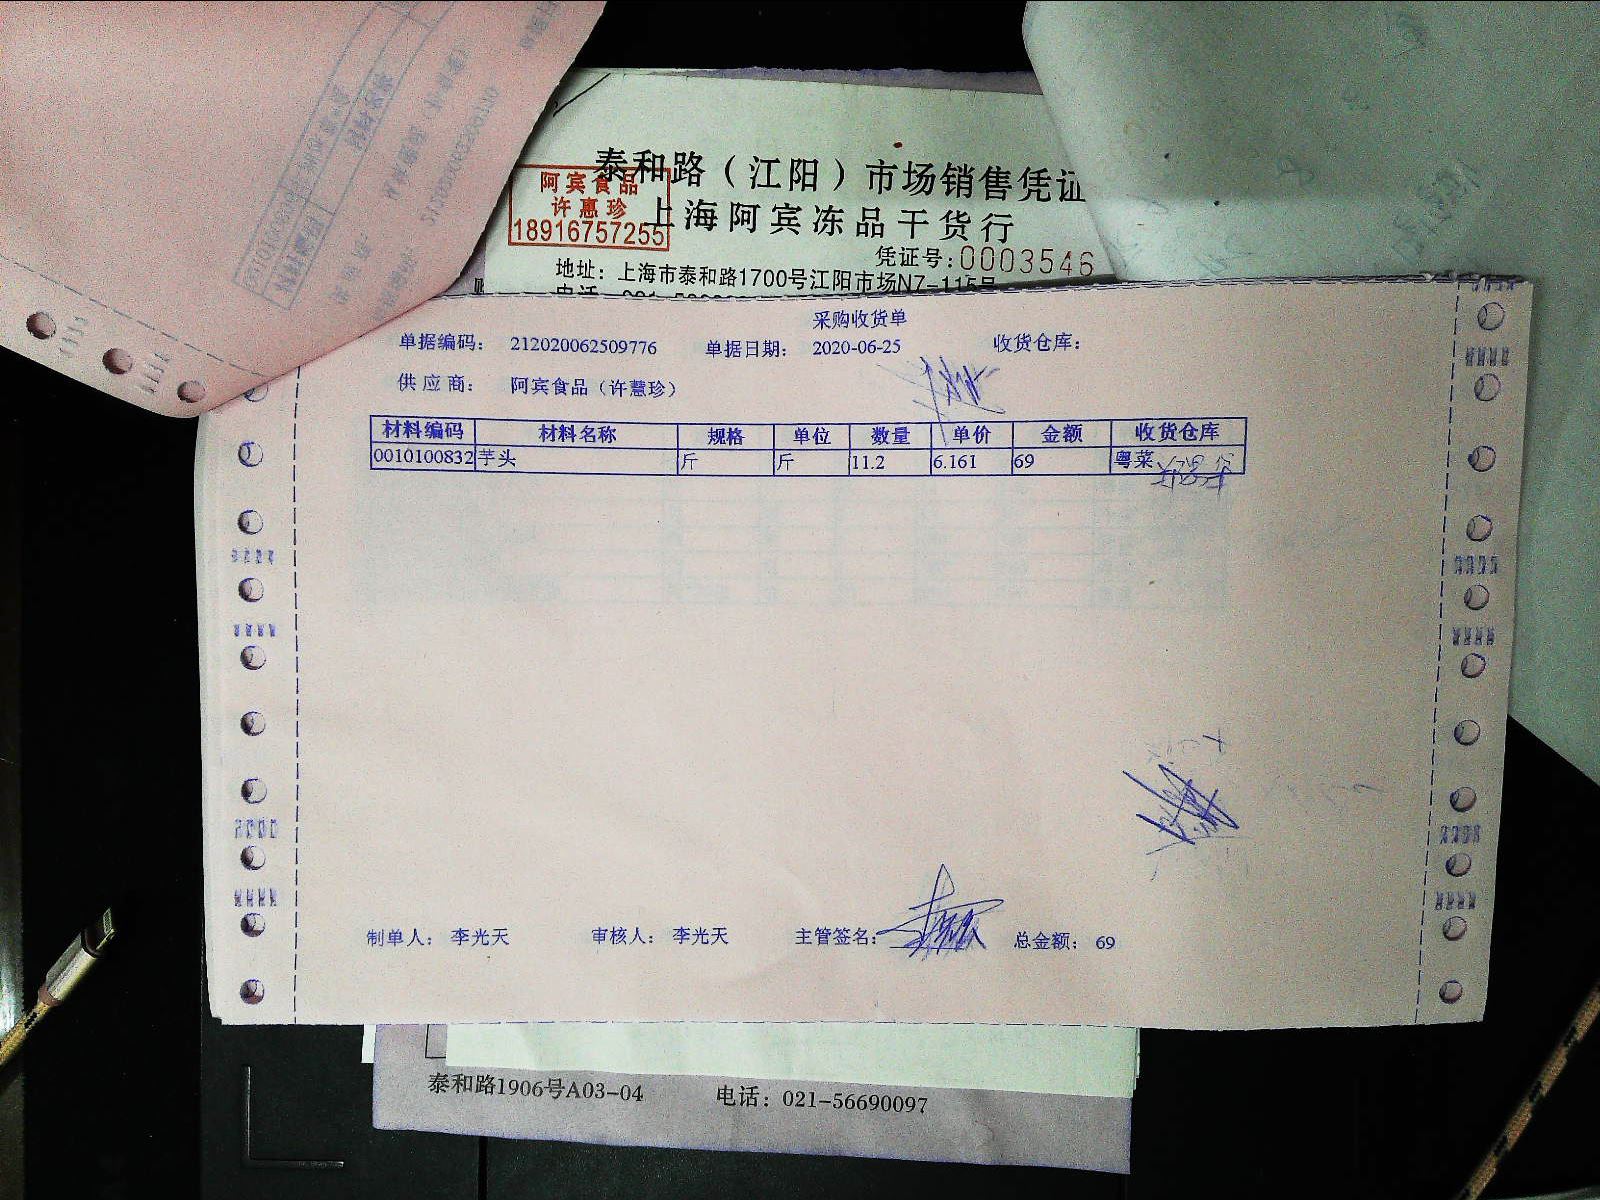 泰和路（江阳）市场销售凭证
阿宾食品
许惠珍
18916757255
上海阿宾冻品干货行
凭证号:0003546
地址：上海市泰和路1700号江阳市场N7-115号
采购收货单
单据编码： 212020062509776 单据日期： 2020-06-25 收货仓库：
供应商： 阿宾食品（许慧珍）
材料编码 材料名称 规格 单位 数量 单价 金额 收货仓库
0010100832 芋头 斤 斤 11.2 6.161 69 粤菜
制单人： 李光天 审核人： 李光天 主管签名： 总金额： 69
泰和路1906号A03-04 电话：021-56690097